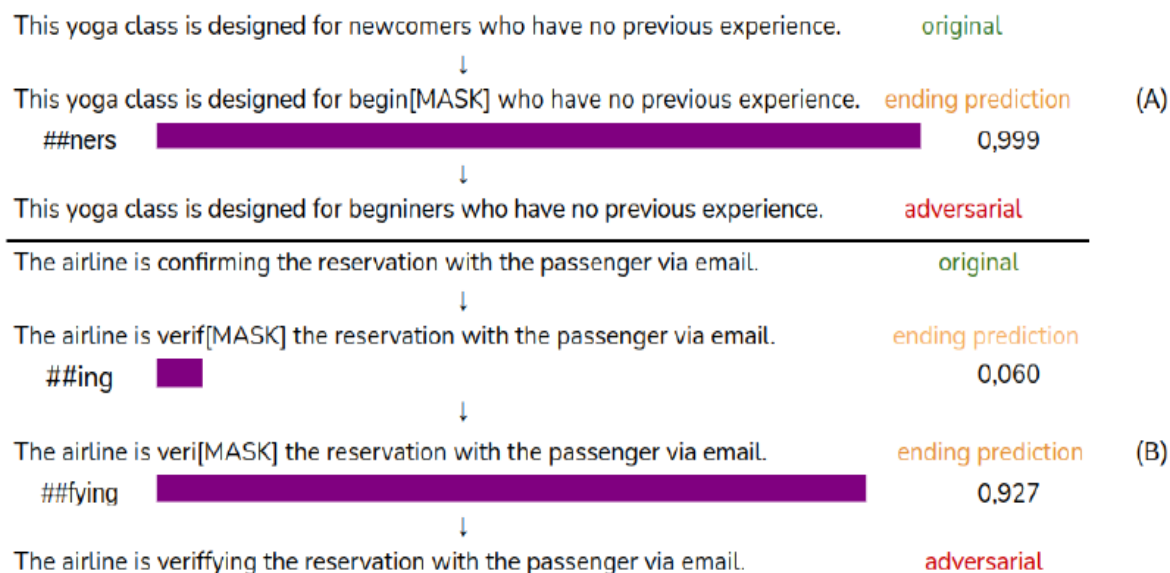 This yoga class is designed for newcomers who have no previous experience. original
↓
This yoga class is designed for begin[MASK] who have no previous experience. ending prediction (A)
##ners 0,999
↓
This yoga class is designed for begniners who have no previous experience. adversarial
The airline is confirming the reservation with the passenger via email. original
↓
The airline is verif[MASK] the reservation with the passenger via email. ending prediction
##ing 0,060
↓
The airline is veri[MASK] the reservation with the passenger via email. ending prediction (B)
##fying 0,927
↓
The airline is veriffying the reservation with the passenger via email. adversarial